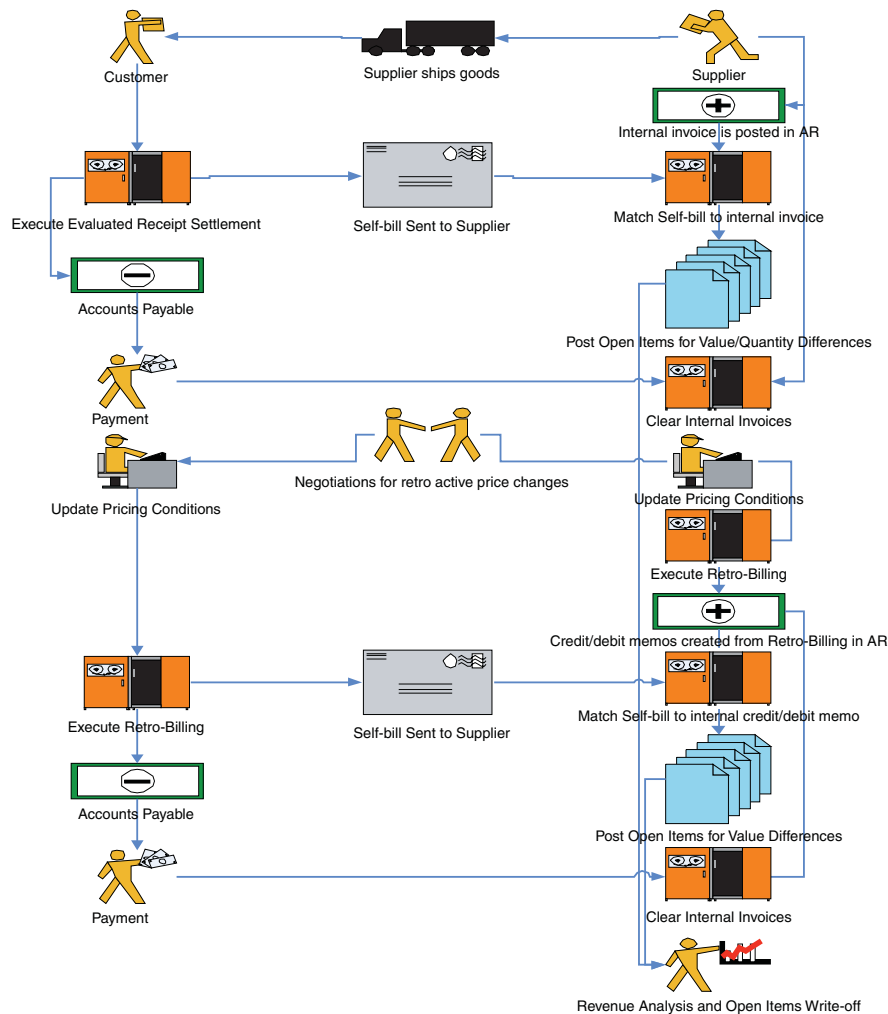 Customer
Supplier ships goods
Supplier
Internal invoice is posted in AR
Execute Evaluated Receipt Settlement
Self-bill Sent to Supplier
Match Self-bill to internal invoice
Accounts Payable
Post Open Items for Value/Quantity Differences
Payment
Clear Internal Invoices
Negotiations for retro active price changes
Update Pricing Conditions
Update Pricing Conditions
Execute Retro-Billing
Credit/debit memos created from Retro-Billing in AR
Execute Retro-Billing
Self-bill Sent to Supplier
Match Self-bill to internal credit/debit memo
Accounts Payable
Post Open Items for Value Differences
Payment
Clear Internal Invoices
Revenue Analysis and Open Items Write-off